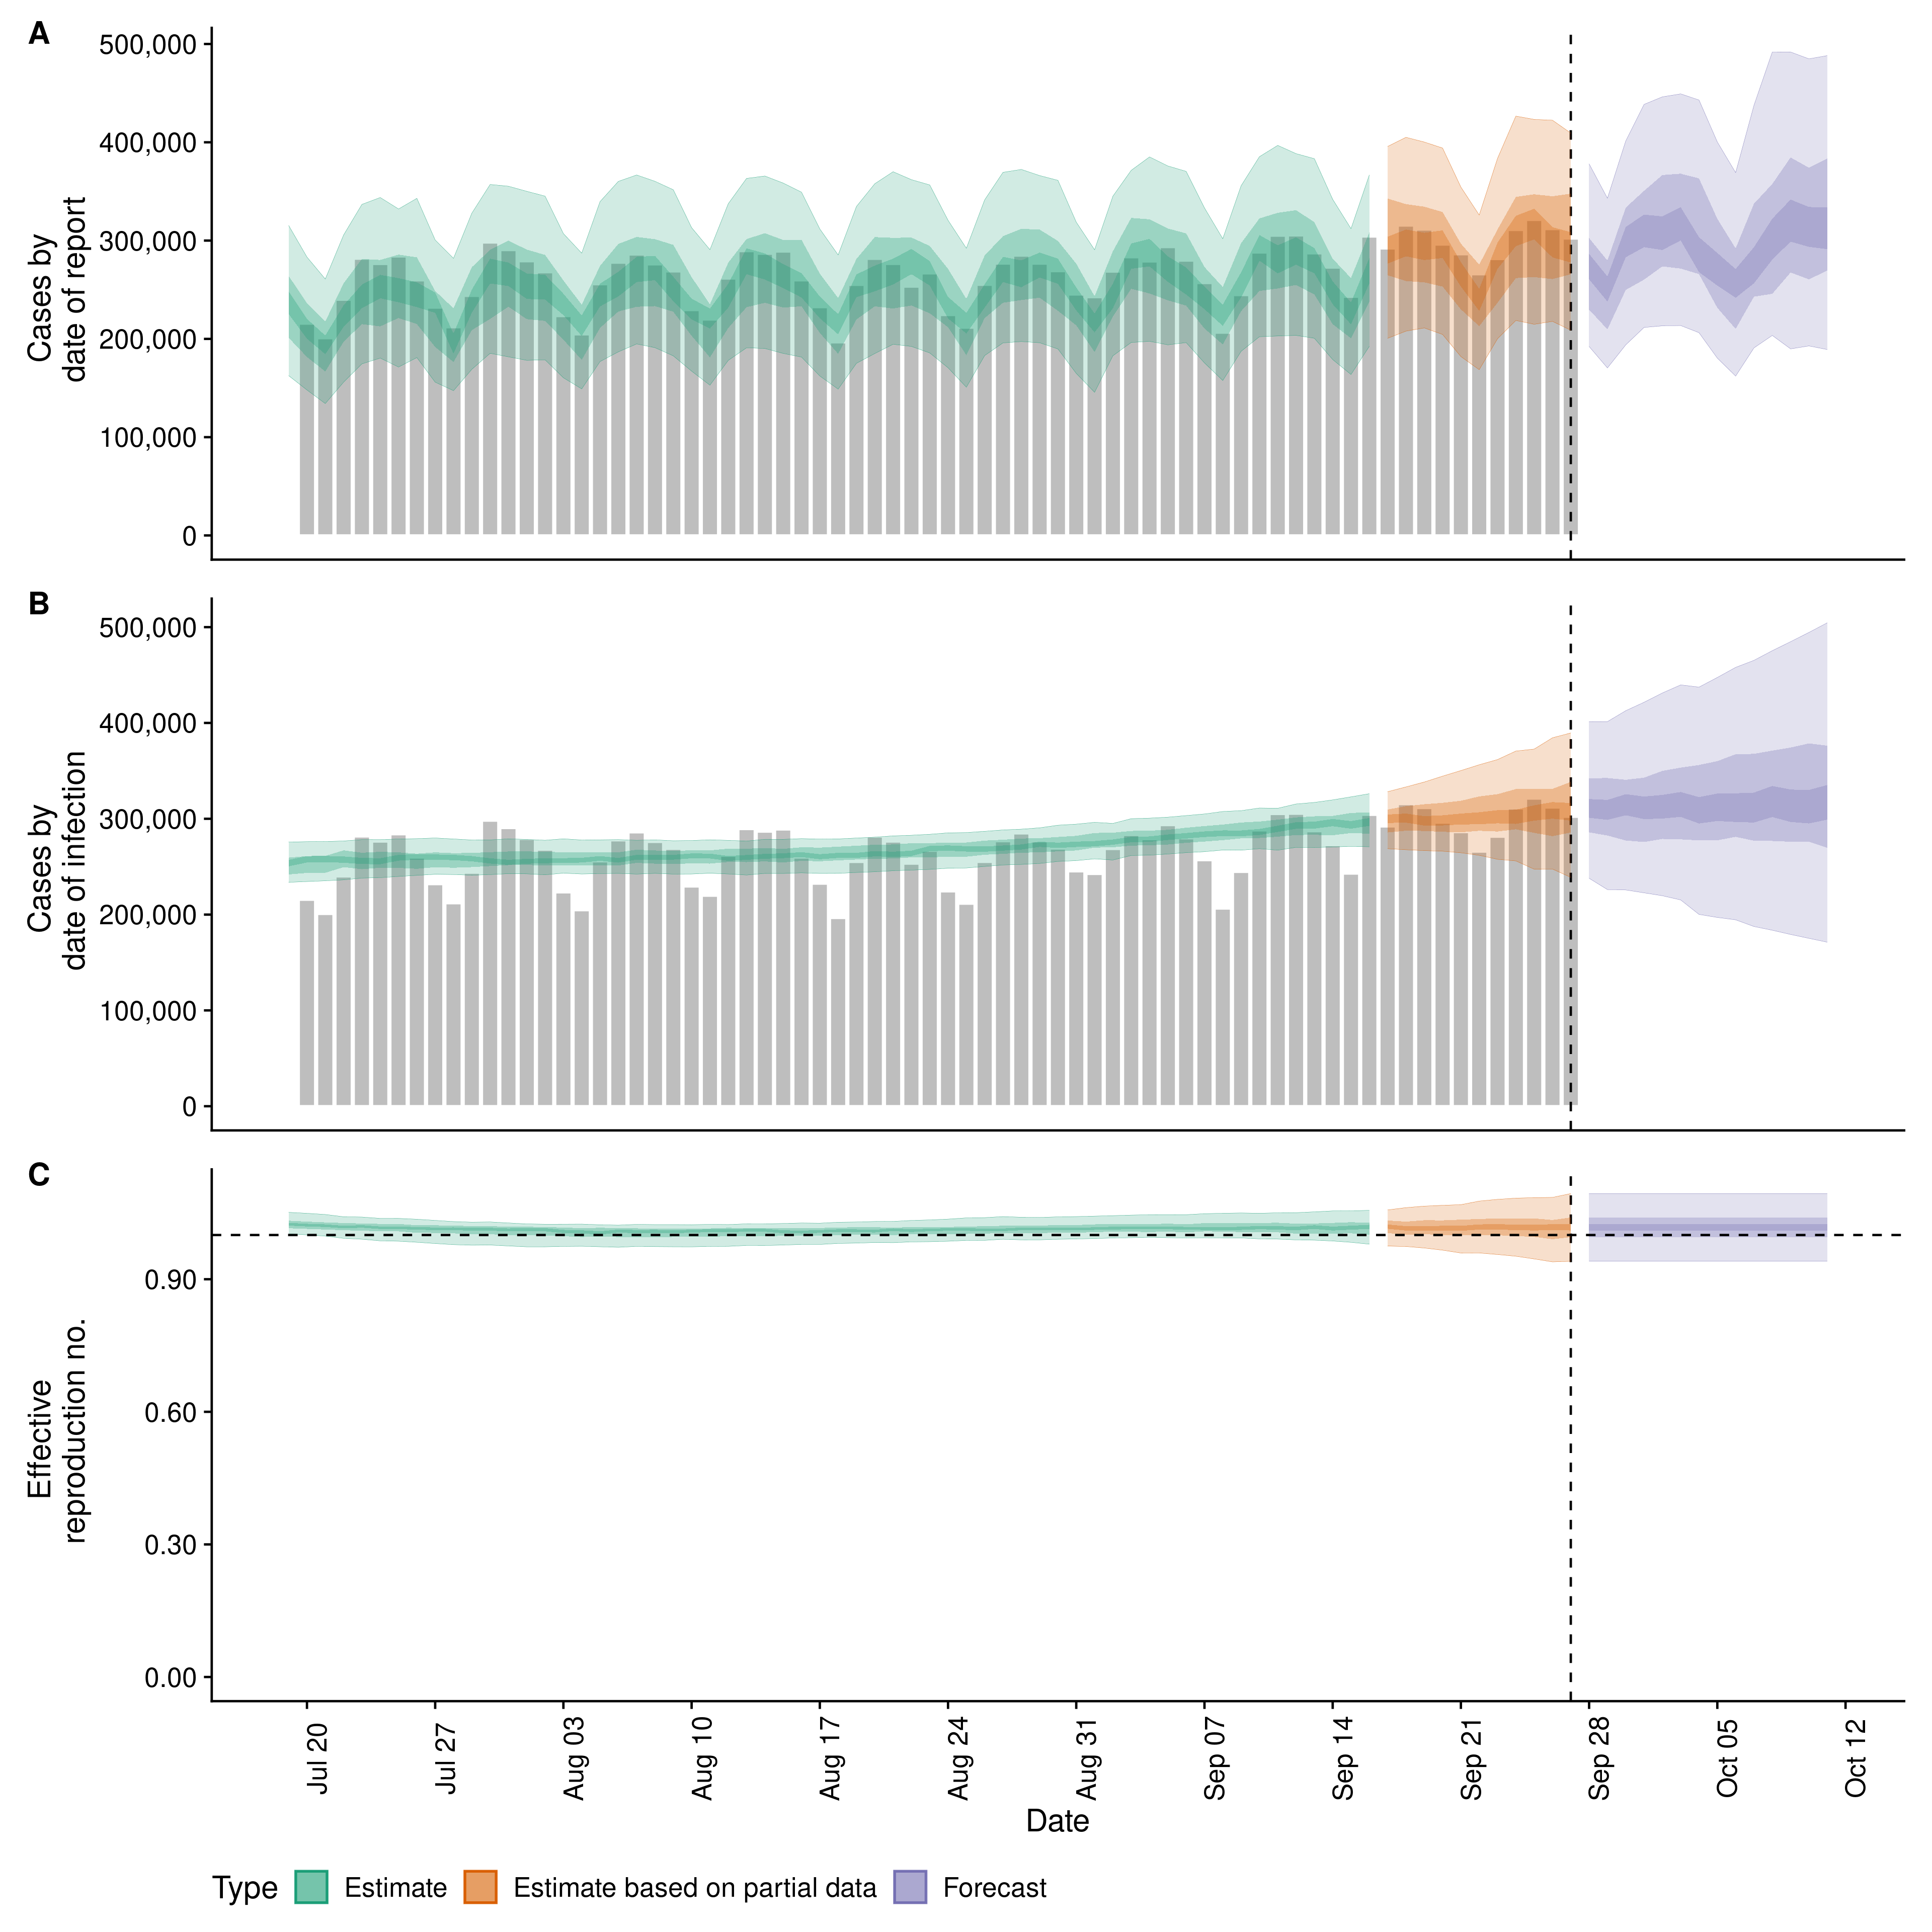 A
500,000
400,000
300,000
200,000
100,000
0
Cases by
date of report
B
500,000
400,000
300,000
200,000
100,000
0
Cases by
date of infection
C
0.90
0.60
0.30
0.00
Effective
reproduction no.
Jul 20
Jul 27
Aug 03
Aug 10
Aug 17
Aug 24
Aug 31
Sep 07
Sep 14
Sep 21
Sep 28
Oct 05
Oct 12
Date
Type Estimate Estimate based on partial data Forecast